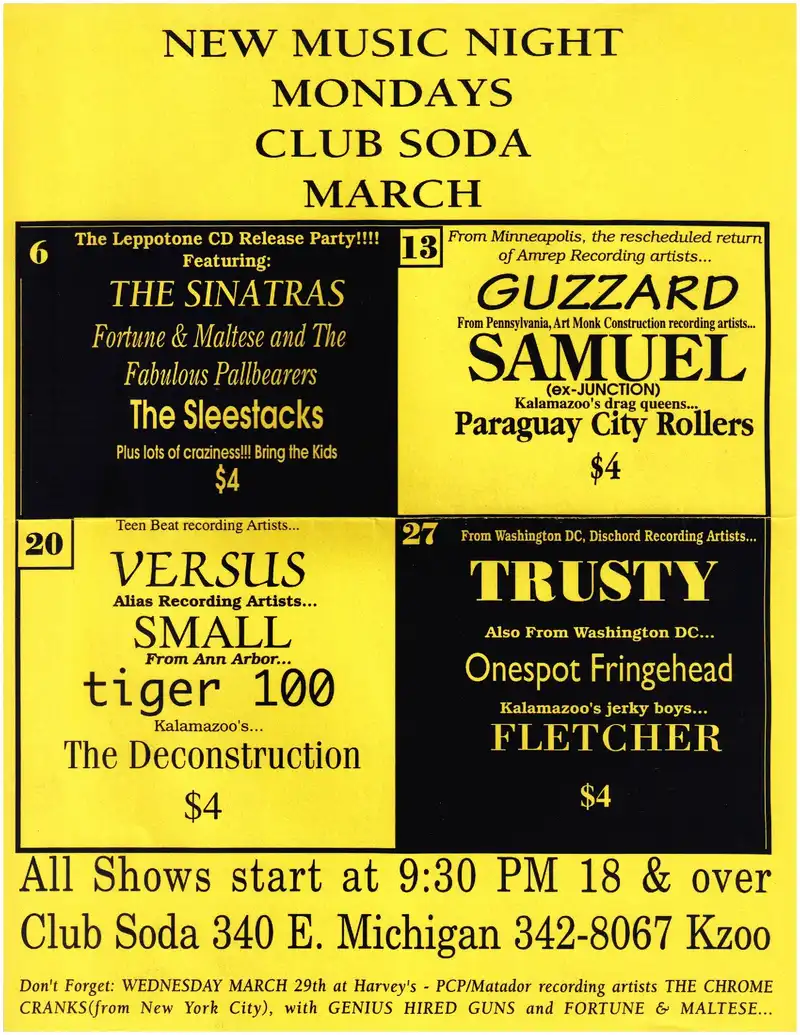 NEW MUSIC NIGHT
MONDAYS
CLUB SODA
MARCH
6
The Leppotone CD Release Party!!!!
Featuring:
THE SINATRAS
Fortune & Maltese and The
Fabulous Pallbearers
The Sleestacks
Plus lots of craziness!!! Bring the Kids
$4
13
From Minneapolis, the rescheduled return
of Amrep Recording artists...
GUZZARD
From Pennsylvania, Art Monk Construction recording artists...
SAMUEL
(ex-JUNCTION)
Kalamazoo's drag queens...
Paraguay City Rollers
$4
20
Teen Beat recording Artists...
VERSUS
Alias Recording Artists...
SMALL
From Ann Arbor...
tiger 100
Kalamazoo's...
The Deconstruction
$4
27
From Washington DC, Dischord Recording Artists...
TRUSTY
Also From Washington DC...
Onespot Fringehead
Kalamazoo's jerky boys...
FLETCHER
$4
All Shows start at 9:30 PM 18 & over
Club Soda 340 E. Michigan 342-8067 Kzoo
Don't Forget: WEDNESDAY MARCH 29th at Harvey's - PCP/Matador recording artists THE CHROME
CRANKS(from New York City), with GENIUS HIRED GUNS and FORTUNE & MALTESE...